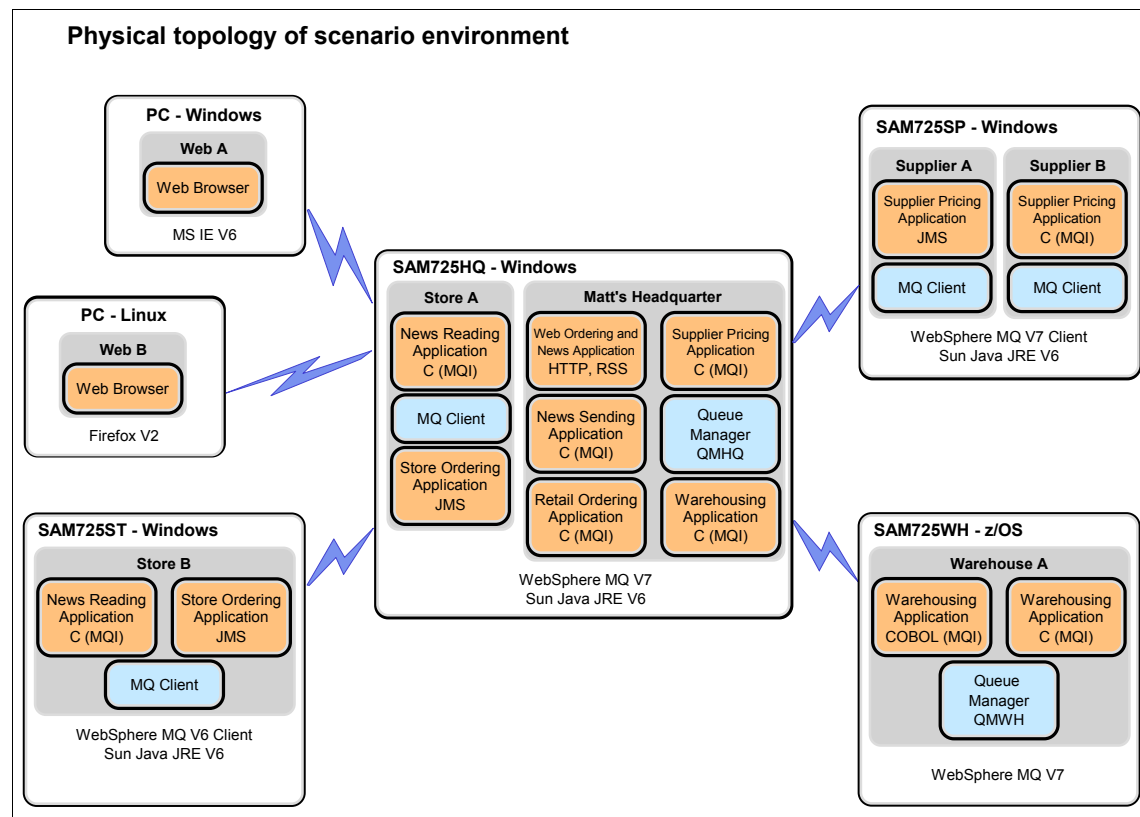 Physical topology of scenario environment
PC - Windows
Web A
Web Browser
MS IE V6
PC - Linux
Web B
Web Browser
Firefox V2
SAM725ST - Windows
Store B
News Reading
Application
C (MQI)
Store Ordering
Application
JMS
MQ Client
WebSphere MQ V6 Client
Sun Java JRE V6
SAM725HQ - Windows
Store A
News Reading
Application
C (MQI)
MQ Client
Store Ordering
Application
JMS
Matt's Headquarter
Web Ordering and
News Application
HTTP, RSS
Supplier Pricing
Application
C (MQI)
News Sending
Application
C (MQI)
Queue
Manager
QMHQ
Retail Ordering
Application
C (MQI)
Warehousing
Application
C (MQI)
WebSphere MQ V7
Sun Java JRE V6
SAM725SP - Windows
Supplier A
Supplier Pricing
Application
JMS
MQ Client
Supplier B
Supplier Pricing
Application
C (MQI)
MQ Client
WebSphere MQ V7 Client
Sun Java JRE V6
SAM725WH - z/OS
Warehouse A
Warehousing
Application
COBOL (MQI)
Warehousing
Application
C (MQI)
Queue
Manager
QMWH
WebSphere MQ V7